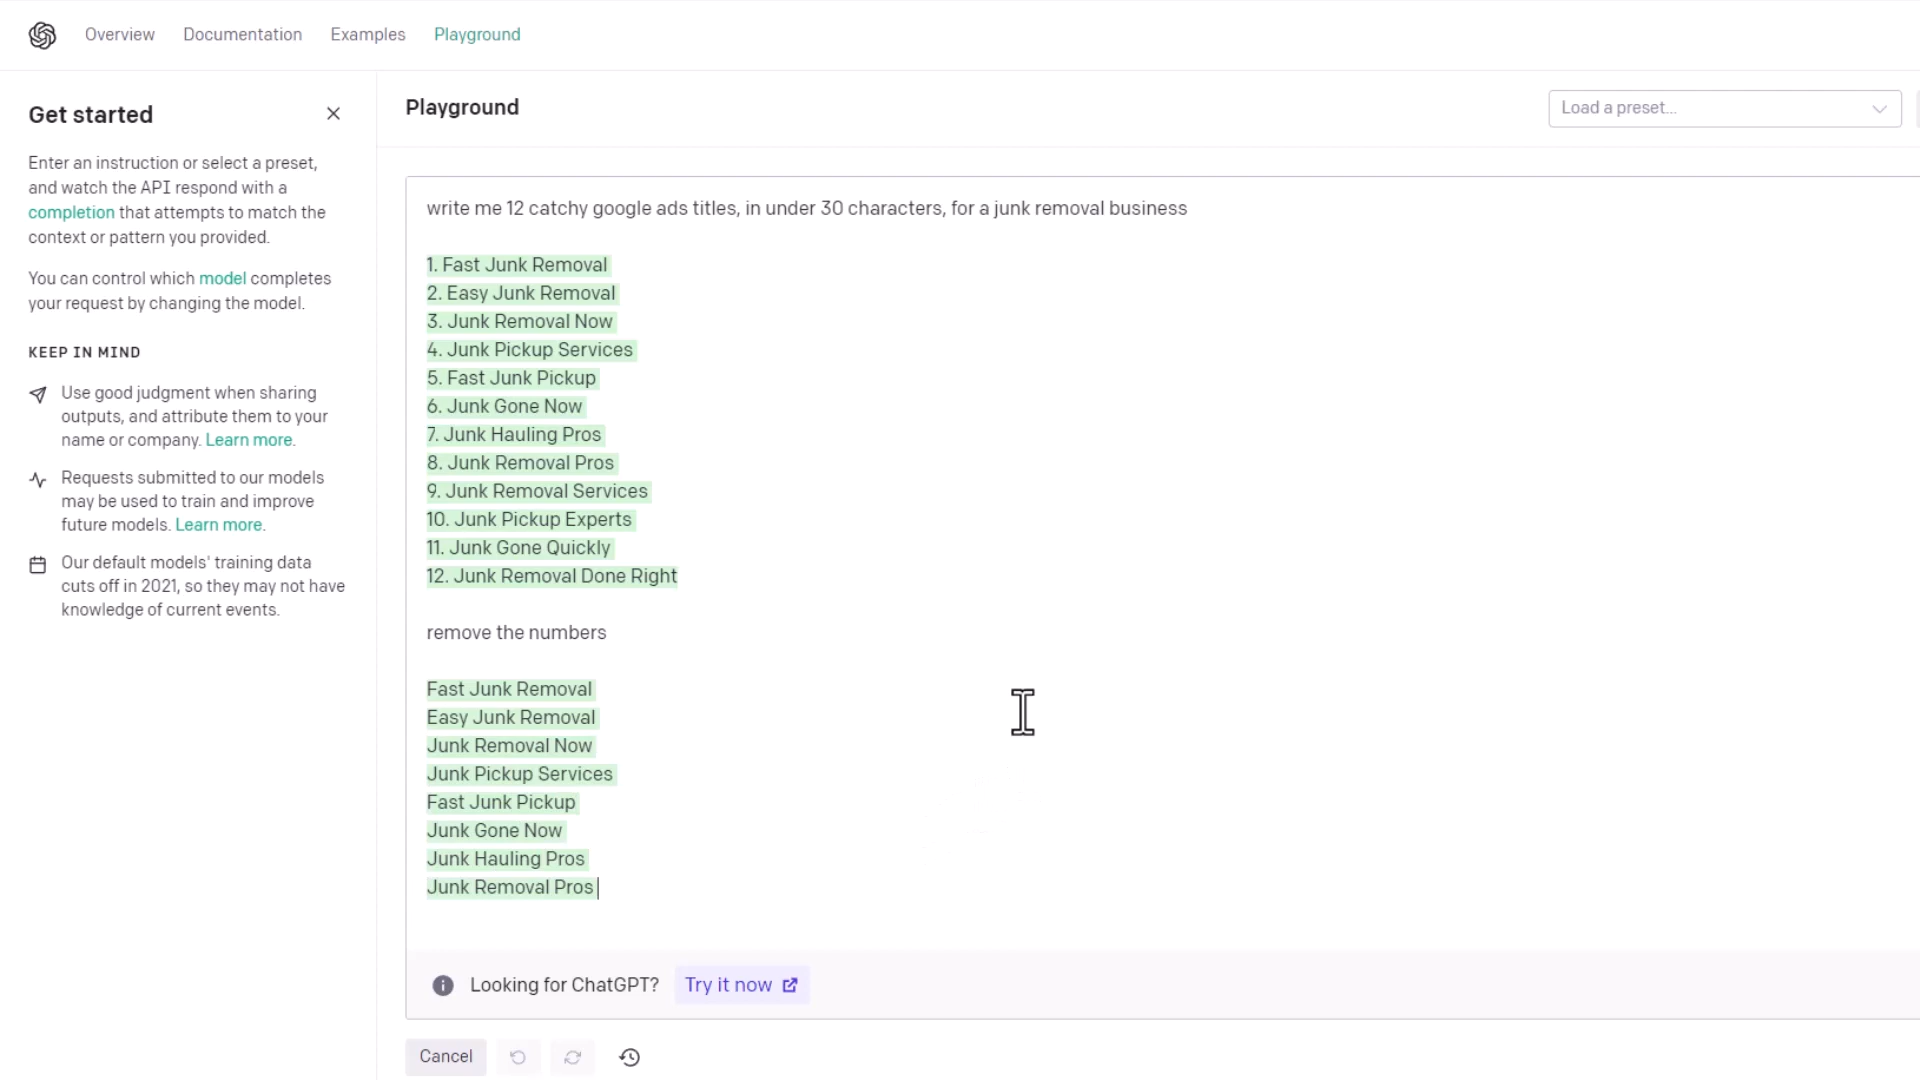 Overview Documentation Examples Playground
Get started
Enter an instruction or select a preset,
and watch the API respond with a
completion that attempts to match the
context or pattern you provided.
You can control which model completes
your request by changing the model.
KEEP IN MIND
Use good judgment when sharing
outputs, and attribute them to your
name or company. Learn more.
Requests submitted to our models
may be used to train and improve
future models. Learn more.
Our default models' training data
cuts off in 2021, so they may not have
knowledge of current events.
Playground
Load a preset...
write me 12 catchy google ads titles, in under 30 characters, for a junk removal business
1. Fast Junk Removal
2. Easy Junk Removal
3. Junk Removal Now
4. Junk Pickup Services
5. Fast Junk Pickup
6. Junk Gone Now
7. Junk Hauling Pros
8. Junk Removal Pros
9. Junk Removal Services
10. Junk Pickup Experts
11. Junk Gone Quickly
12. Junk Removal Done Right
remove the numbers
Fast Junk Removal
Easy Junk Removal
Junk Removal Now
Junk Pickup Services
Fast Junk Pickup
Junk Gone Now
Junk Hauling Pros
Junk Removal Pros
Looking for ChatGPT? Try it now
Cancel